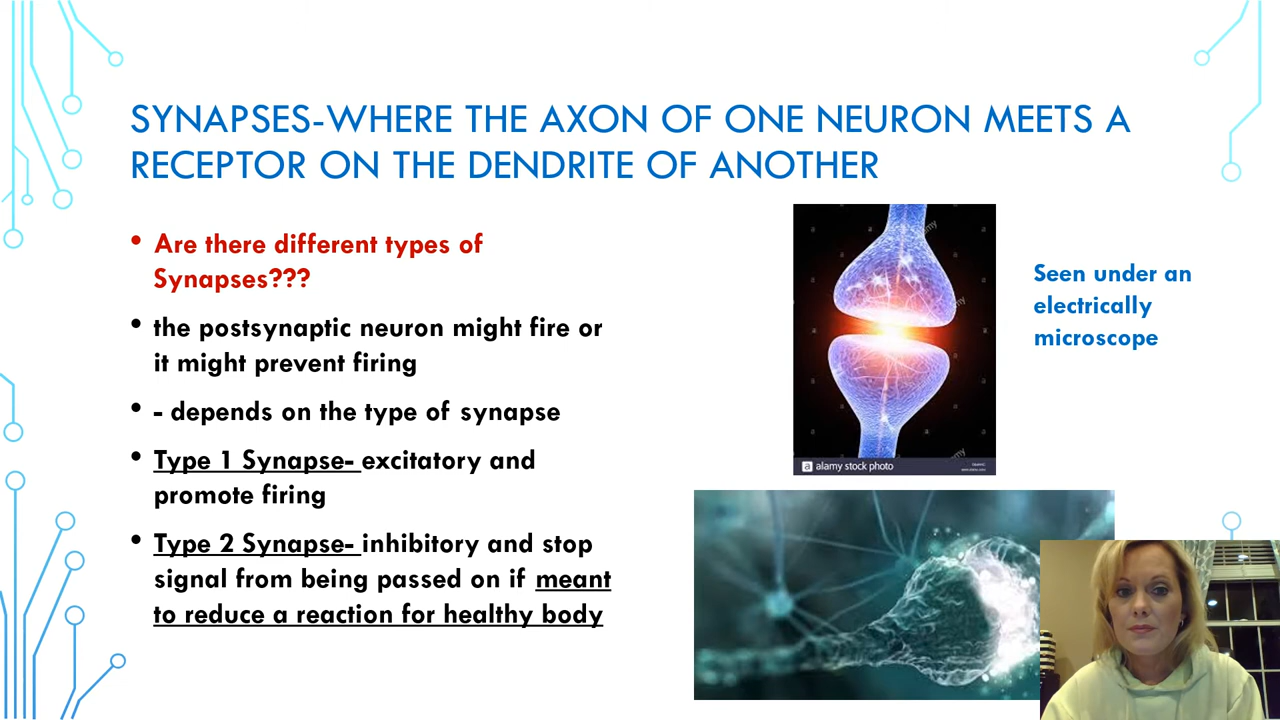 SYNAPSES-WHERE THE AXON OF ONE NEURON MEETS A
RECEPTOR ON THE DENDRITE OF ANOTHER
• Are there different types of
Synapses???
• the postsynaptic neuron might fire or
it might prevent firing
• - depends on the type of synapse
• Type 1 Synapse- excitatory and
promote firing
• Type 2 Synapse- inhibitory and stop
signal from being passed on if meant
to reduce a reaction for healthy body
Seen under an
electrically
microscope
a alamy stock photo